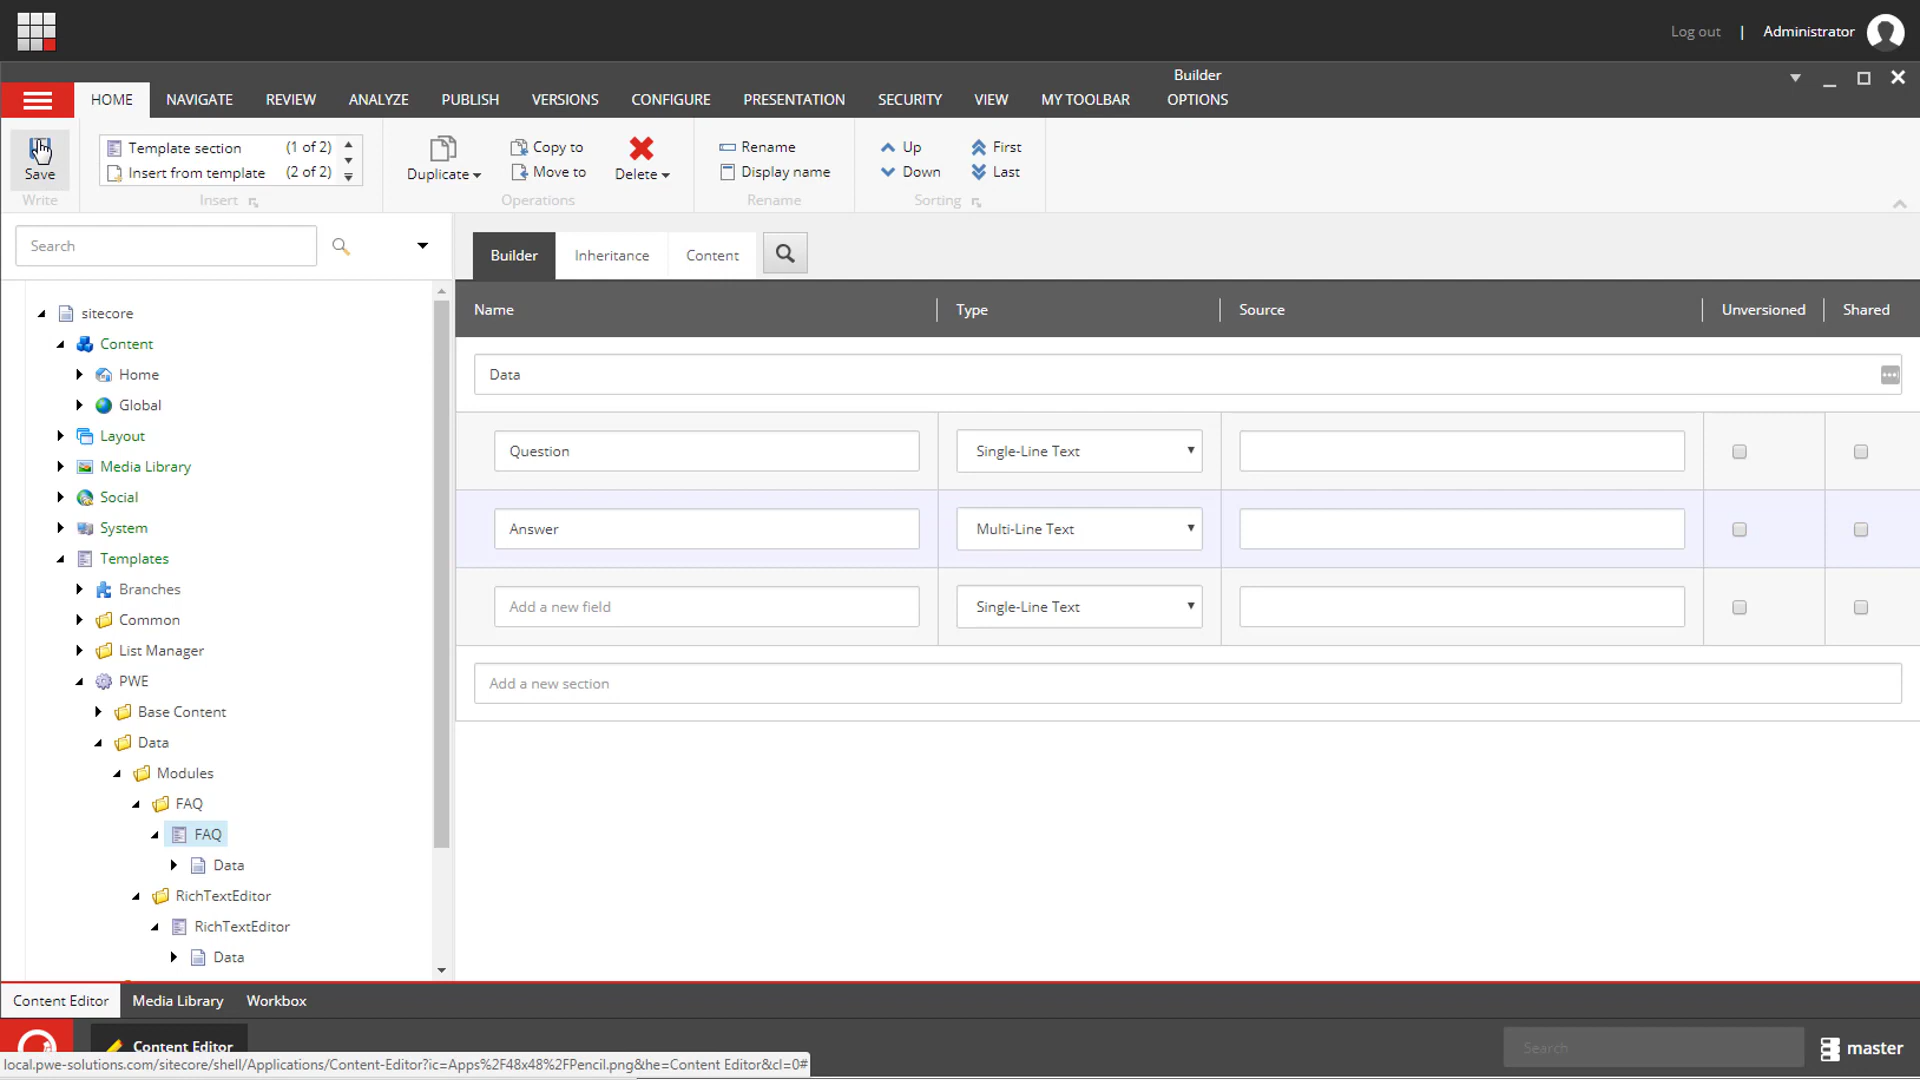 Log out | Administrator
Builder
HOME NAVIGATE REVIEW ANALYZE PUBLISH VERSIONS CONFIGURE PRESENTATION SECURITY VIEW MY TOOLBAR OPTIONS
Save
Write
Template section (1 of 2)
Insert from template (2 of 2)
Insert
Duplicate
Copy to
Move to
Delete
Operations
Rename
Display name
Rename
Up First
Down Last
Sorting
Search
Builder Inheritance Content
Name Type Source Unversioned Shared
Data
Question Single-Line Text
Answer Multi-Line Text
Add a new field Single-Line Text
Add a new section
sitecore
Content
Home
Global
Layout
Media Library
Social
System
Templates
Branches
Common
List Manager
PWE
Base Content
Data
Modules
FAQ
FAQ
Data
RichTextEditor
RichTextEditor
Data
Content Editor Media Library Workbox
Content Editor
Search
master
local.pwe-solutions.com/sitecore/shell/Applications/Content-Editor?ic=Apps%2F48x48%2FPencil.png&he=Content Editor&cl=0#